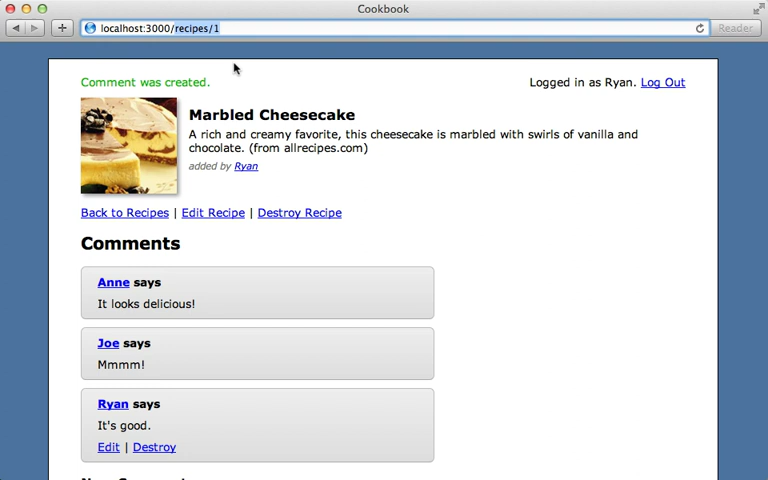 Cookbook
localhost:3000/recipes/1
Reader
Comment was created.
Logged in as Ryan. Log Out
Marbled Cheesecake
A rich and creamy favorite, this cheesecake is marbled with swirls of vanilla and
chocolate. (from allrecipes.com)
added by Ryan
Back to Recipes | Edit Recipe | Destroy Recipe
Comments
Anne says
It looks delicious!
Joe says
Mmmm!
Ryan says
It's good.
Edit | Destroy